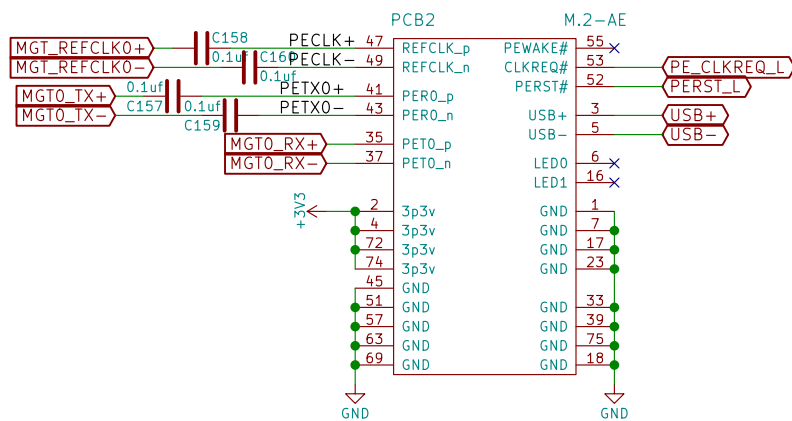 PCB2
M.2-AE
MGT_REFCLK0+
C158
0.1uf
PECLK+
47
REFCLK_p
PEWAKE#
55
MGT_REFCLK0-
C160
0.1uf
PECLK-
49
REFCLK_n
CLKREQ#
53
PE_CLKREQ_L
PERST#
52
PERST_L
MGT0_TX+
0.1uf
C157
PETX0+
41
PER0_p
MGT0_TX-
0.1uf
C159
PETX0-
43
PER0_n
USB+
3
USB+
USB-
5
USB-
MGT0_RX+
35
PET0_p
MGT0_RX-
37
PET0_n
LED0
6
LED1
16
+3V3
2
3p3v
GND
1
4
3p3v
GND
7
72
3p3v
GND
17
74
3p3v
GND
23
45
GND
51
GND
GND
33
57
GND
GND
39
63
GND
GND
75
69
GND
GND
18
GND
GND